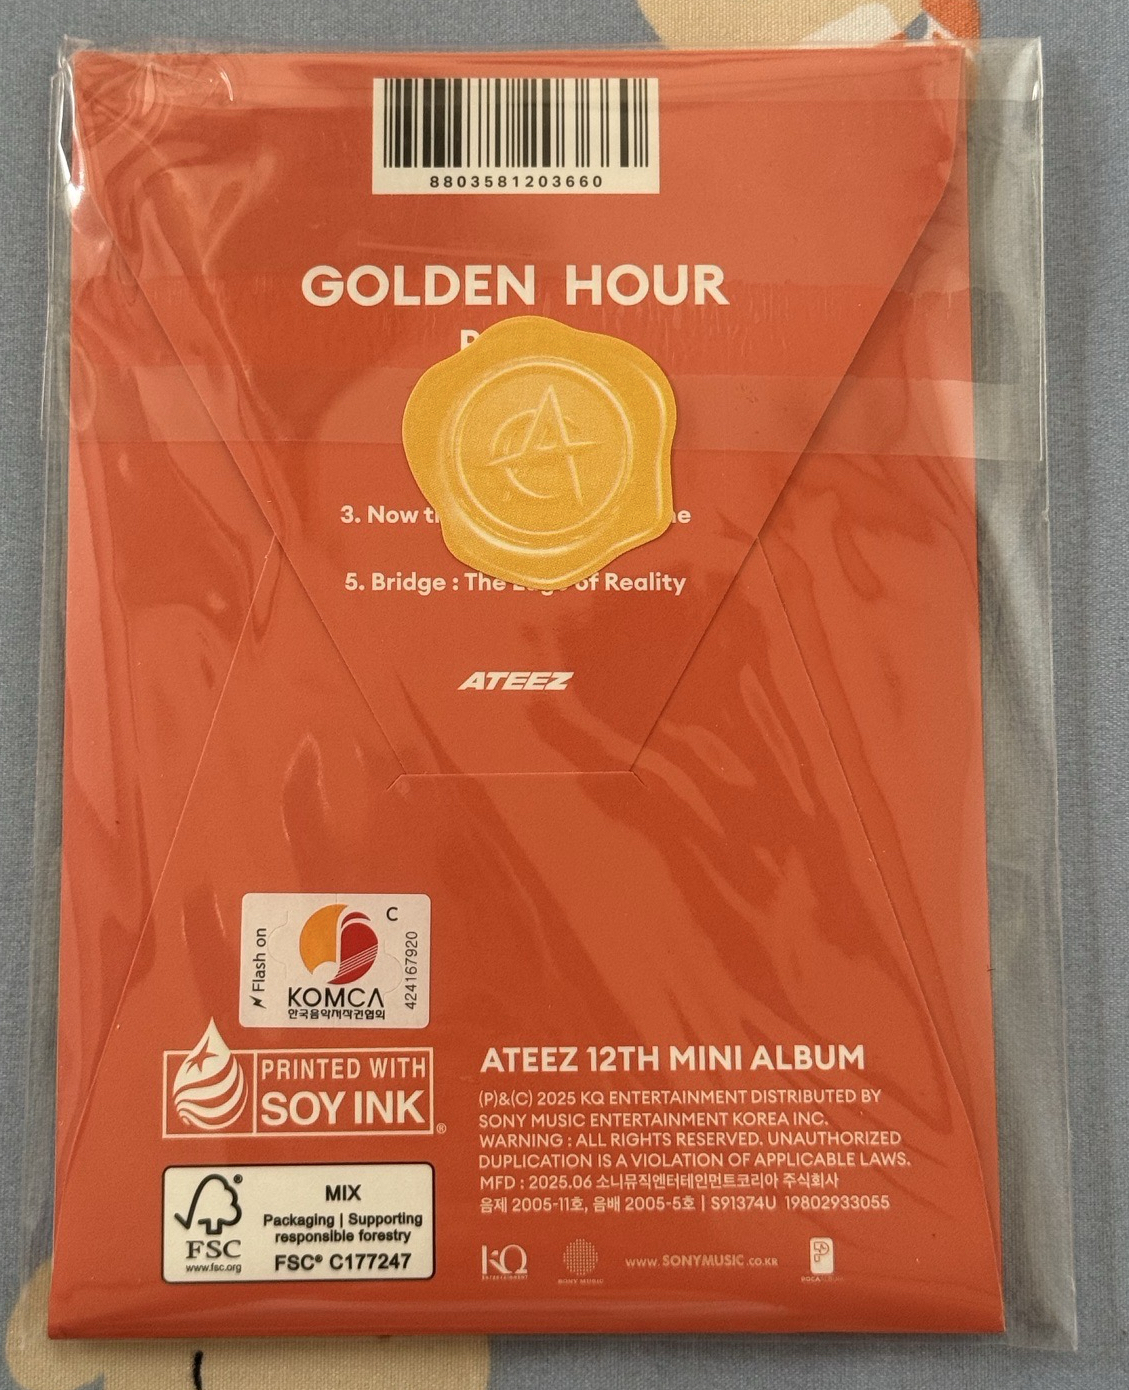 8803581203660
GOLDEN HOUR
3. Now
5. Bridge : The of Reality
ATEEZ
Flash on
C
KOMCA
한국음악저작권협회
424167920
PRINTED WITH
SOY INK®
FSC®
www.fsc.org
MIX
Packaging | Supporting
responsible forestry
FSC® C177247
ATEEZ 12TH MINI ALBUM
(P)&(C) 2025 KQ ENTERTAINMENT DISTRIBUTED BY
SONY MUSIC ENTERTAINMENT KOREA INC.
WARNING : ALL RIGHTS RESERVED. UNAUTHORIZED
DUPLICATION IS A VIOLATION OF APPLICABLE LAWS.
MFD : 2025.06 소니뮤직엔터테인먼트코리아 주식회사
음제 2005-11호, 음배 2005-5호 | S91374U 19802933055
KQ
ENTERTAINMENT
SONY MUSIC
WWW.SONYMUSIC.CO.KR
POCAALBUM